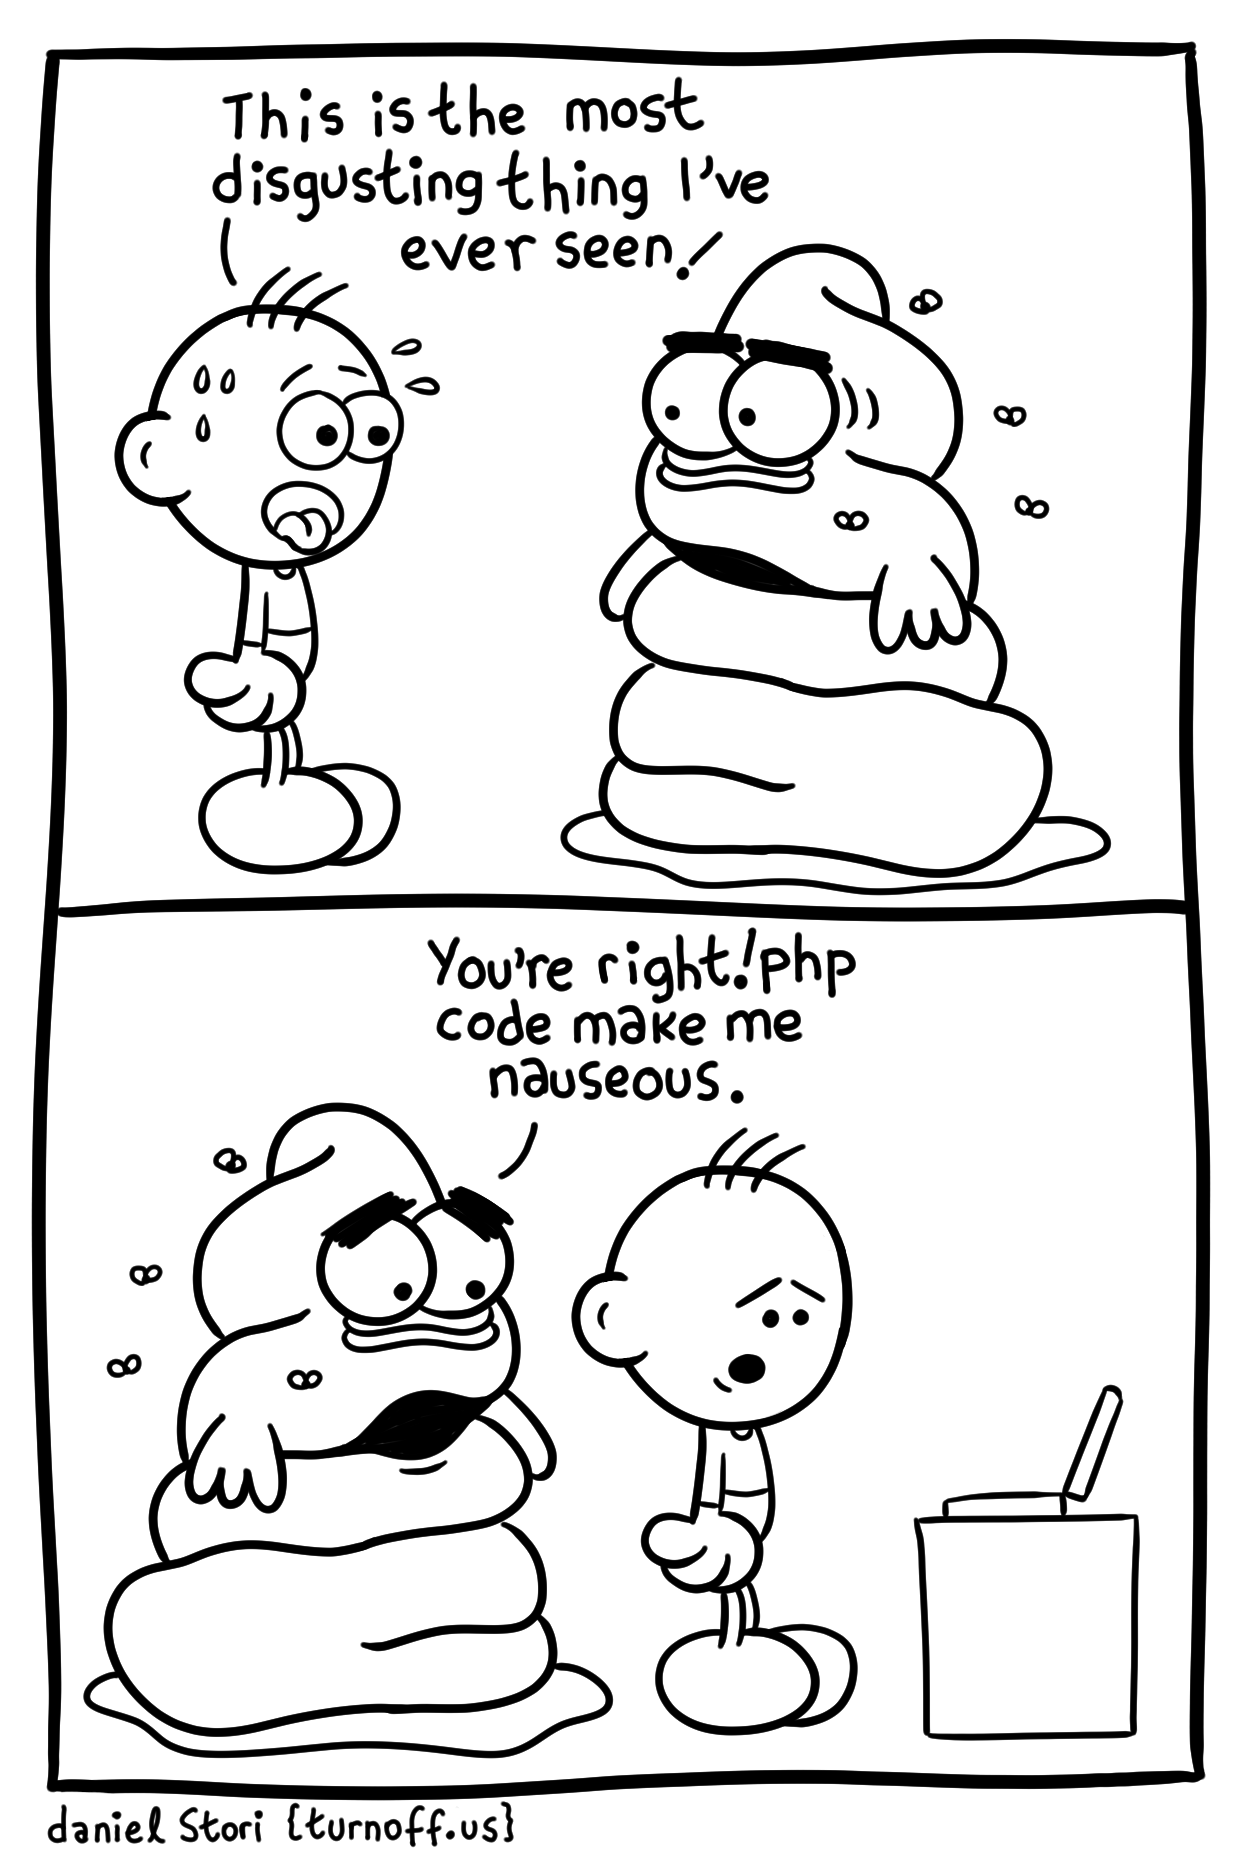 This is the most
disgusting thing I've
ever seen!
You're right! php
code make me
nauseous.
daniel Stori {turnoff.us}